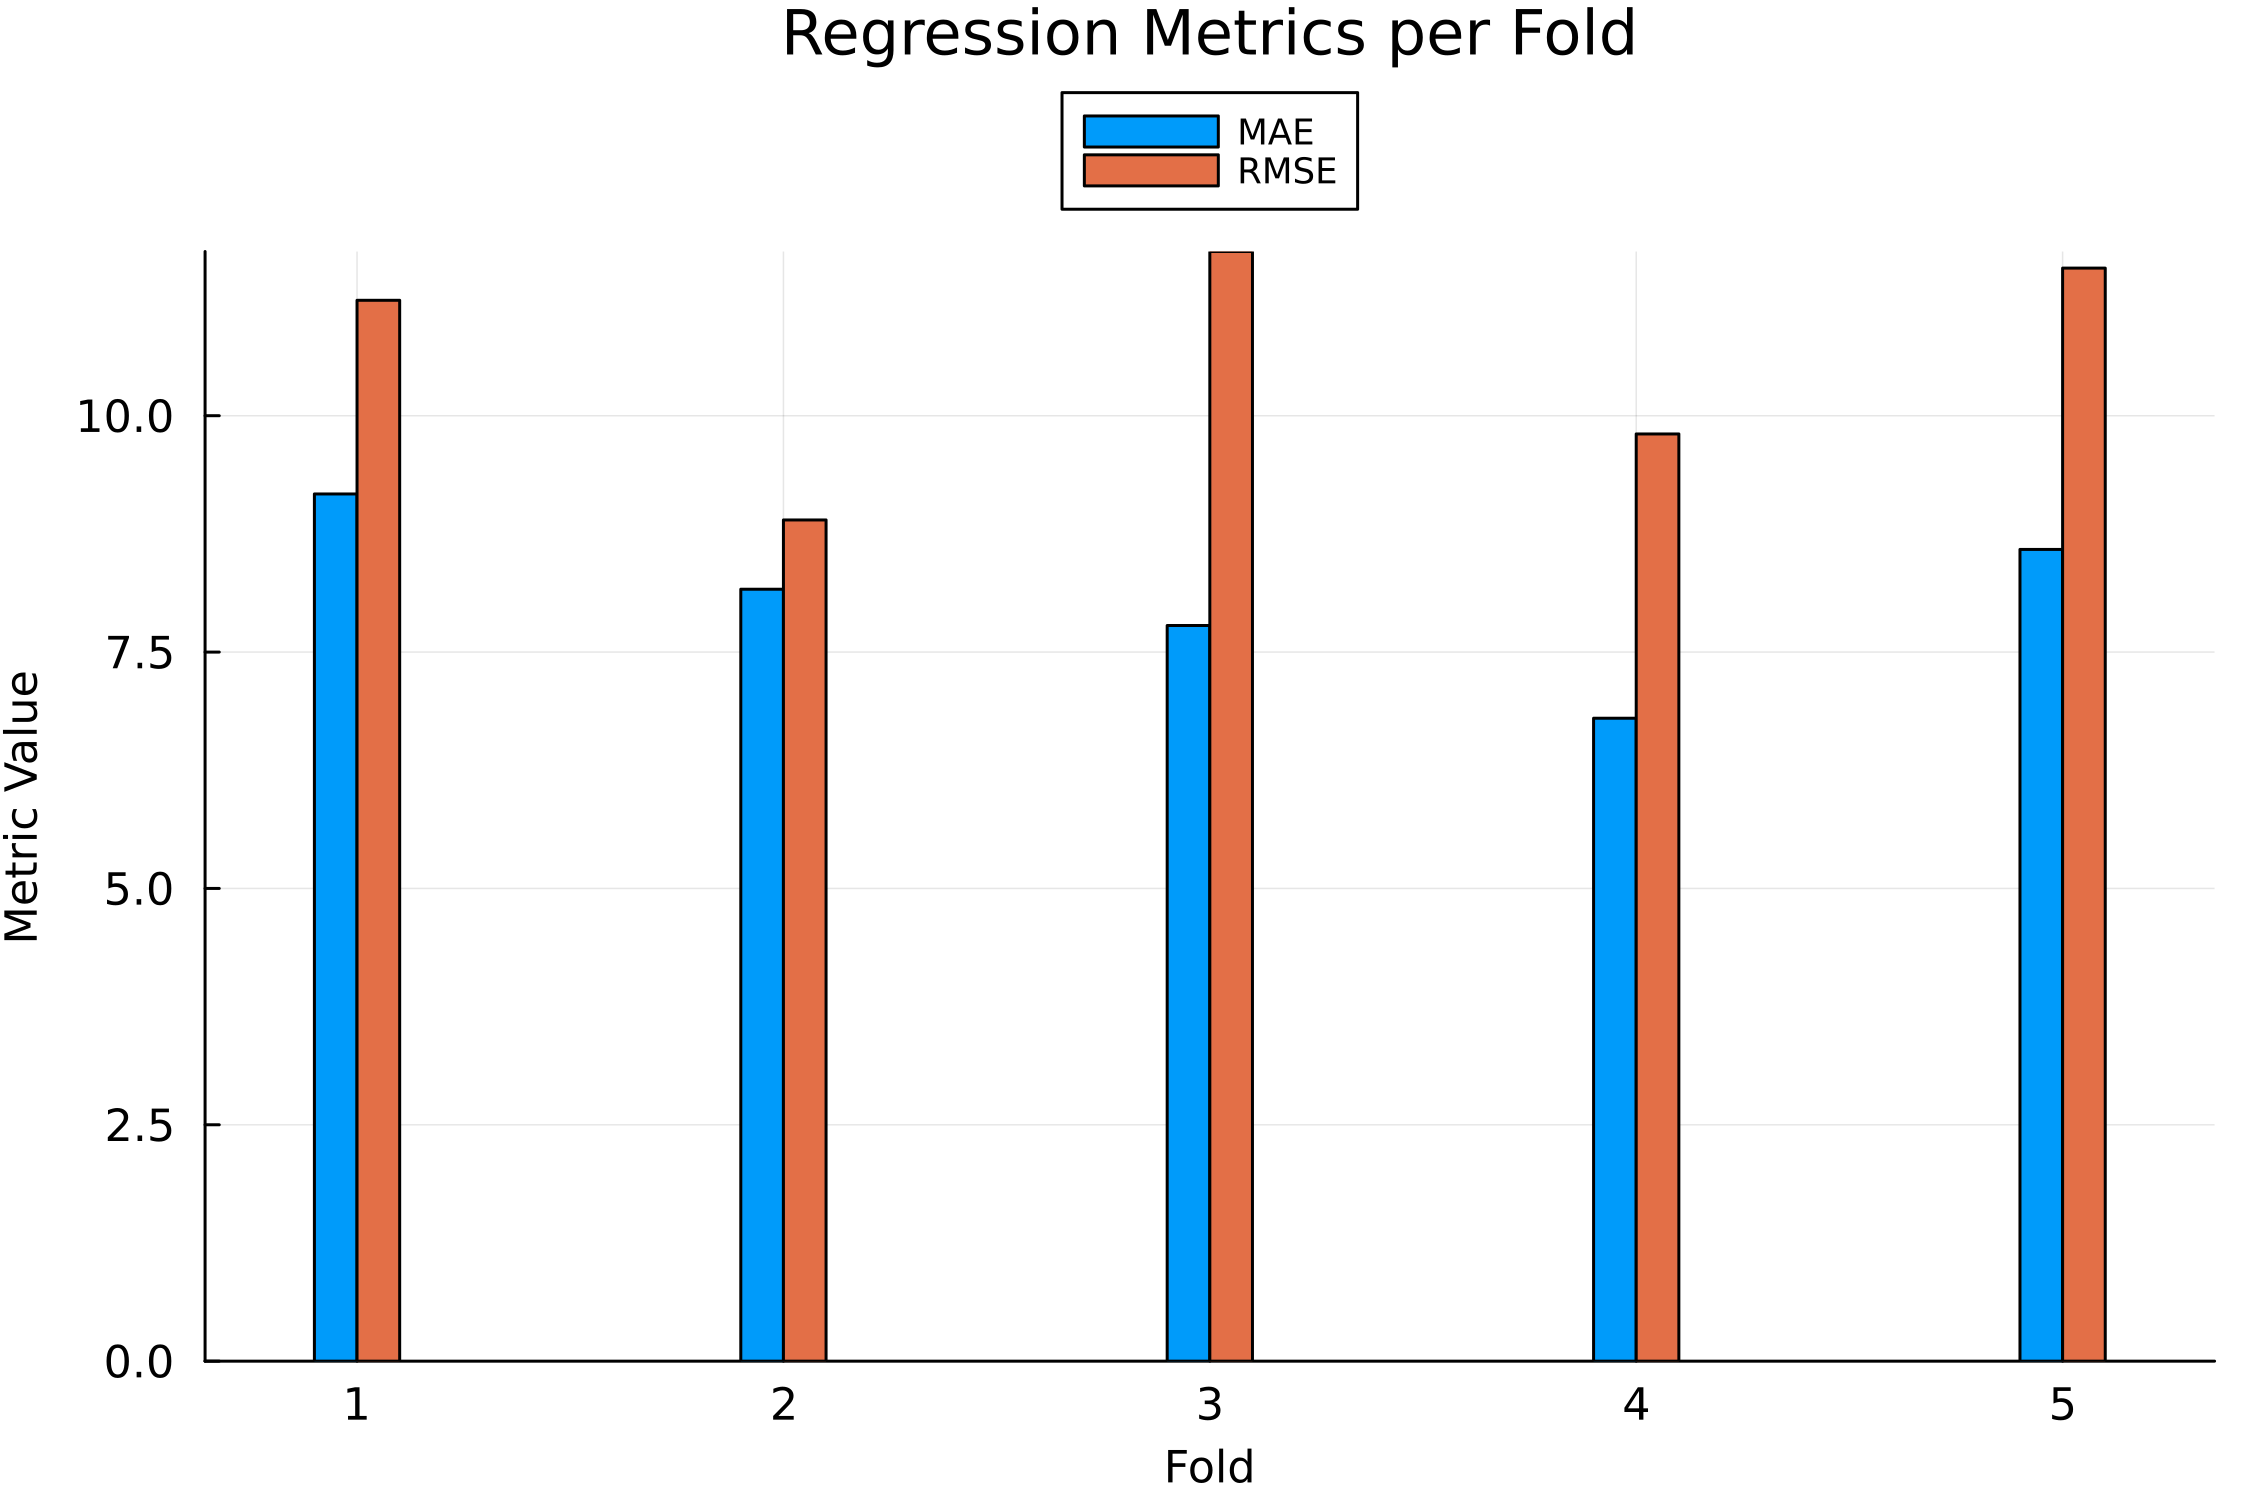 Regression Metrics per Fold
MAE
RMSE
Metric Value
10.0
7.5
5.0
2.5
0.0
1 2 3 4 5
Fold